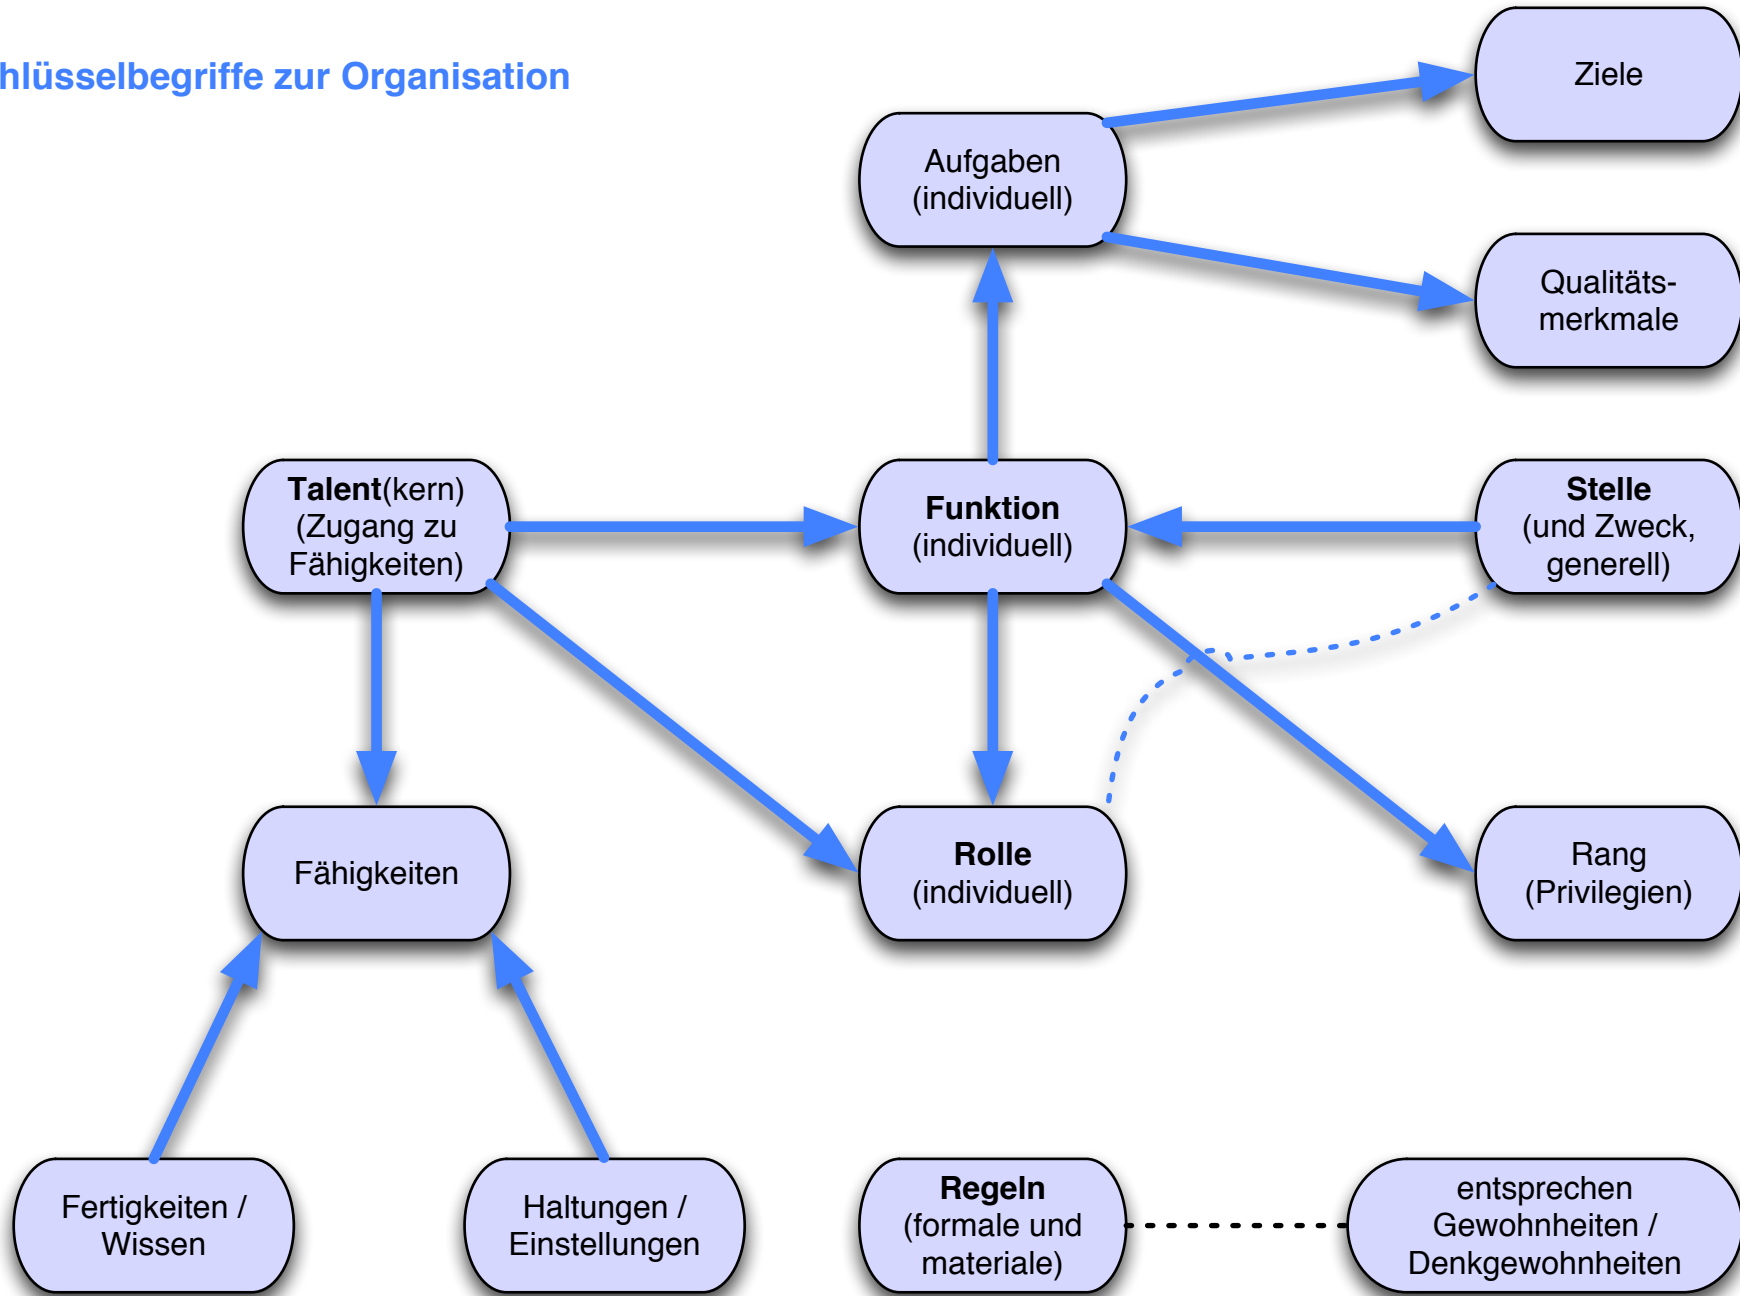 hlüsselbegriffe zur Organisation
Ziele
Aufgaben
(individuell)
Qualitäts-
merkmale
Talent(kern)
(Zugang zu
Fähigkeiten)
Funktion
(individuell)
Stelle
(und Zweck,
generell)
Fähigkeiten
Rolle
(individuell)
Rang
(Privilegien)
Fertigkeiten /
Wissen
Haltungen /
Einstellungen
Regeln
(formale und
materiale)
entsprechen
Gewohnheiten /
Denkgewohnheiten